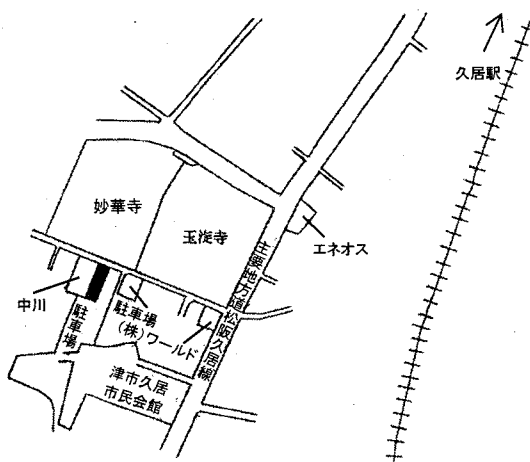 久居駅
妙華寺
玉淀寺
エネオス
主要地方道松阪久居線
中川
駐車場
駐車場
(株)ワールド
津市久居
市民会館